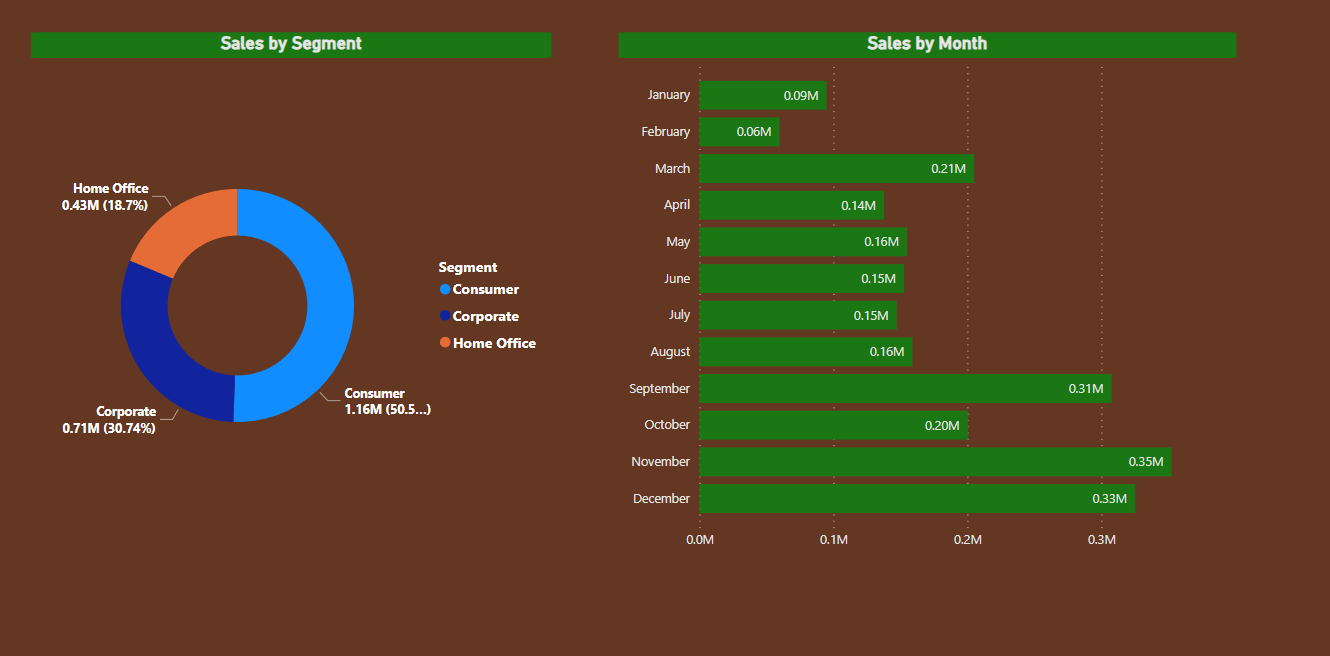 Sales by Segment
Home Office
0.43M (18.7%)
Corporate
0.71M (30.74%)
Consumer
1.16M (50.5...)
Segment
Consumer
Corporate
Home Office
Sales by Month
January 0.09M
February 0.06M
March 0.21M
April 0.14M
May 0.16M
June 0.15M
July 0.15M
August 0.16M
September 0.31M
October 0.20M
November 0.35M
December 0.33M
0.0M 0.1M 0.2M 0.3M